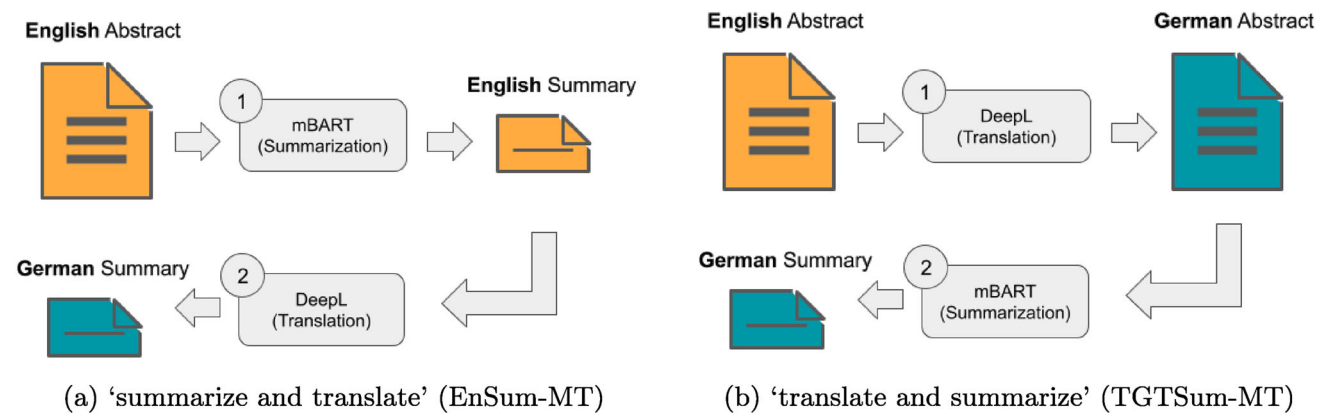 English Abstract
1
mBART
(Summarization)
English Summary
German Summary
2
DeepL
(Translation)
(a) ‘summarize and translate’ (EnSum-MT)
English Abstract
1
DeepL
(Translation)
German Abstract
German Summary
2
mBART
(Summarization)
(b) ‘translate and summarize’ (TGTSum-MT)